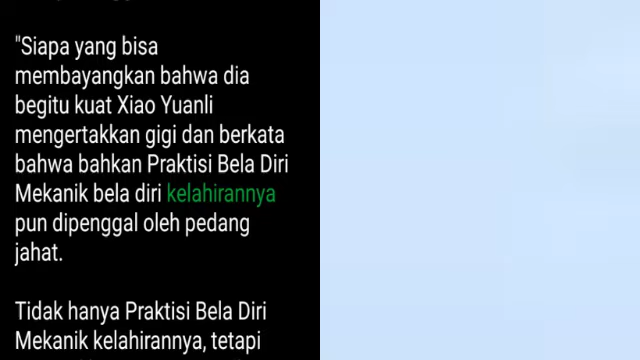 "Siapa yang bisa
membayangkan bahwa dia
begitu kuat Xiao Yuanli
mengertakkan gigi dan berkata
bahwa bahkan Praktisi Bela Diri
Mekanik bela diri kelahirannya
pun dipenggal oleh pedang
jahat.
Tidak hanya Praktisi Bela Diri
Mekanik kelahirannya, tetapi